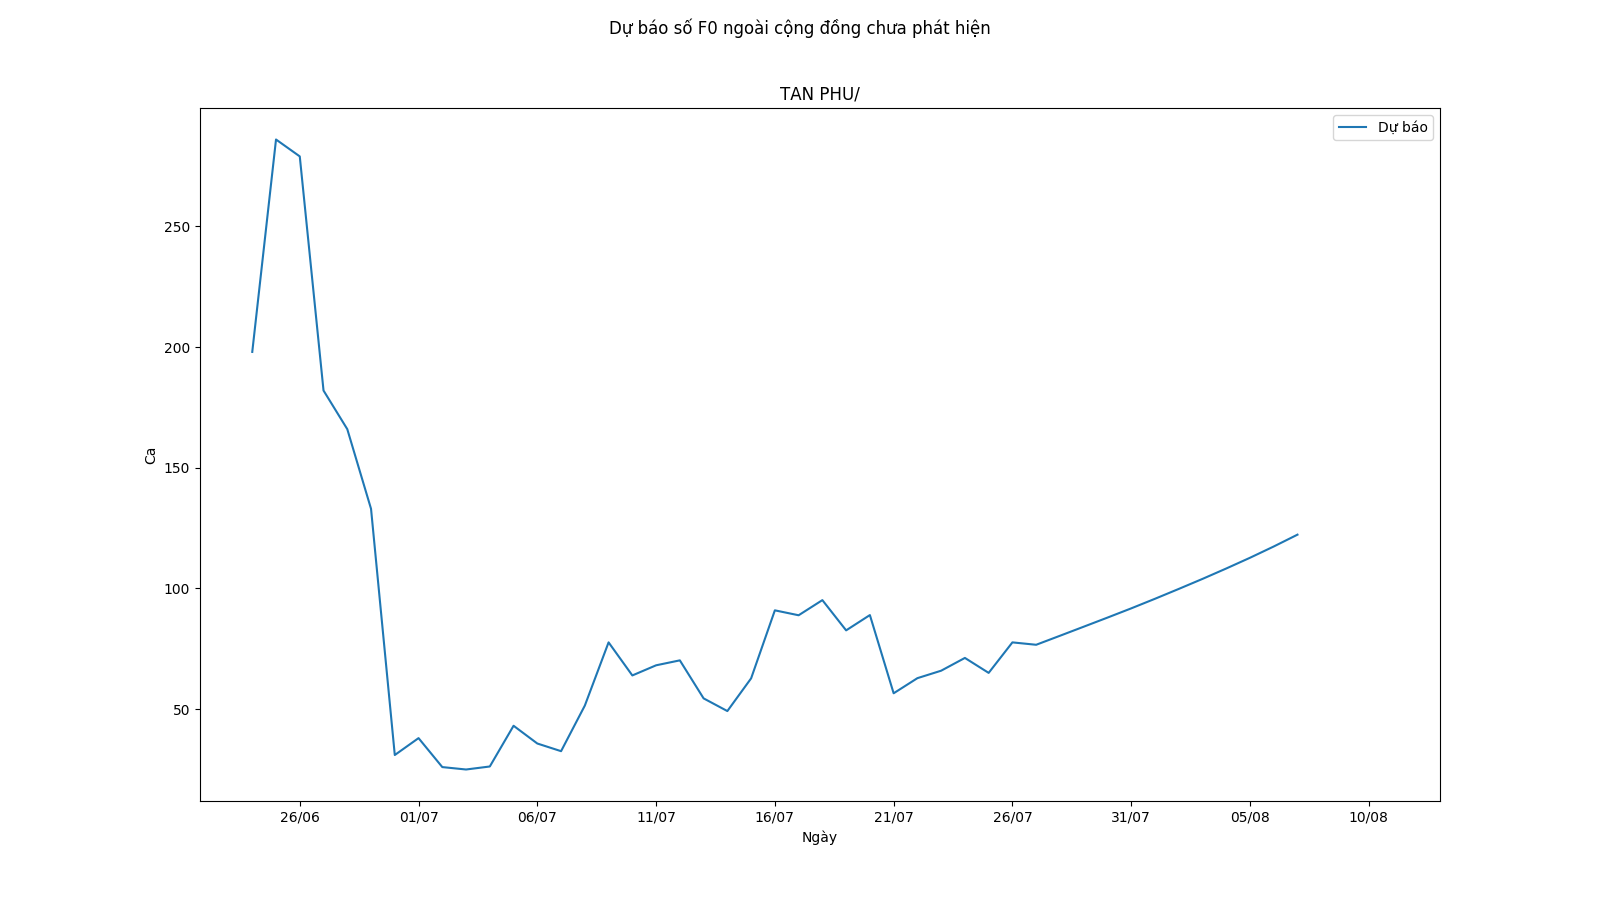 Dự báo số F0 ngoài cộng đồng chưa phát hiện
TAN PHU/
Dự báo
250
200
150
100
50
Ca
26/06 01/07 06/07 11/07 16/07 21/07 26/07 31/07 05/08 10/08
Ngày